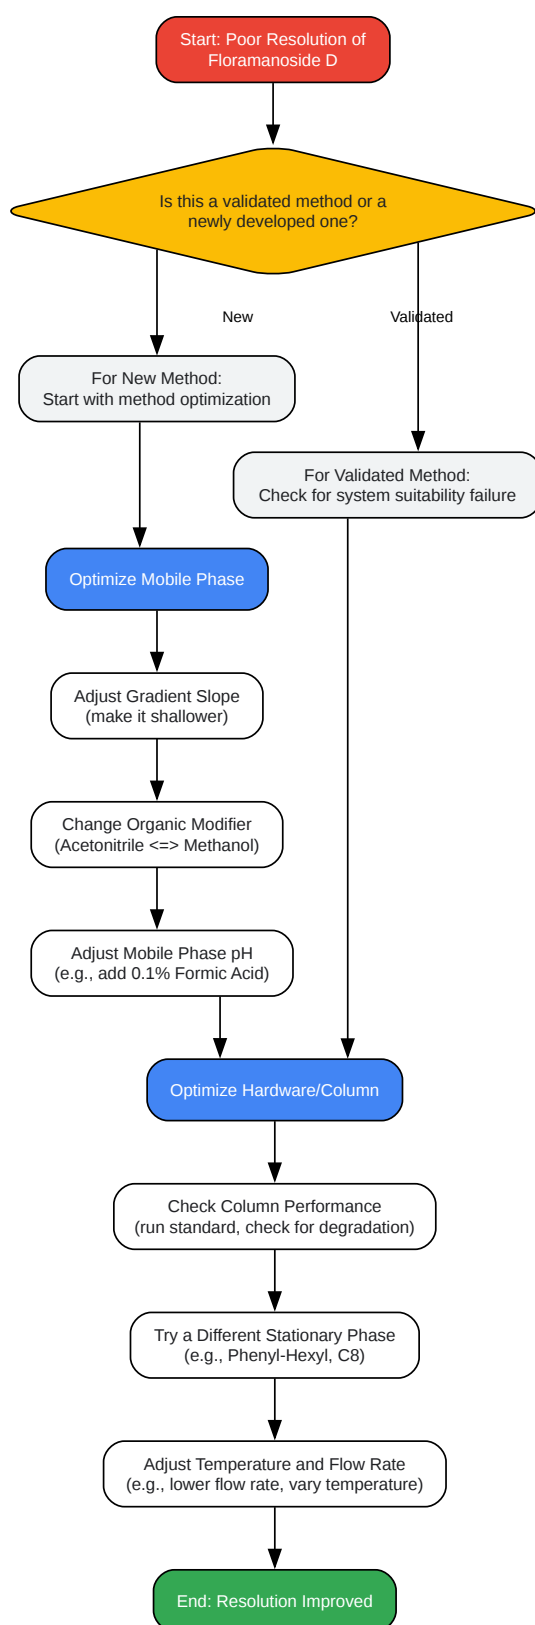 Start: Poor Resolution of
Floramanoside D
Is this a validated method or a
newly developed one?
New
Validated
For New Method:
Start with method optimization
For Validated Method:
Check for system suitability failure
Optimize Mobile Phase
Adjust Gradient Slope
(make it shallower)
Change Organic Modifier
(Acetonitrile <=> Methanol)
Adjust Mobile Phase pH
(e.g., add 0.1% Formic Acid)
Optimize Hardware/Column
Check Column Performance
(run standard, check for degradation)
Try a Different Stationary Phase
(e.g., Phenyl-Hexyl, C8)
Adjust Temperature and Flow Rate
(e.g., lower flow rate, vary temperature)
End: Resolution Improved